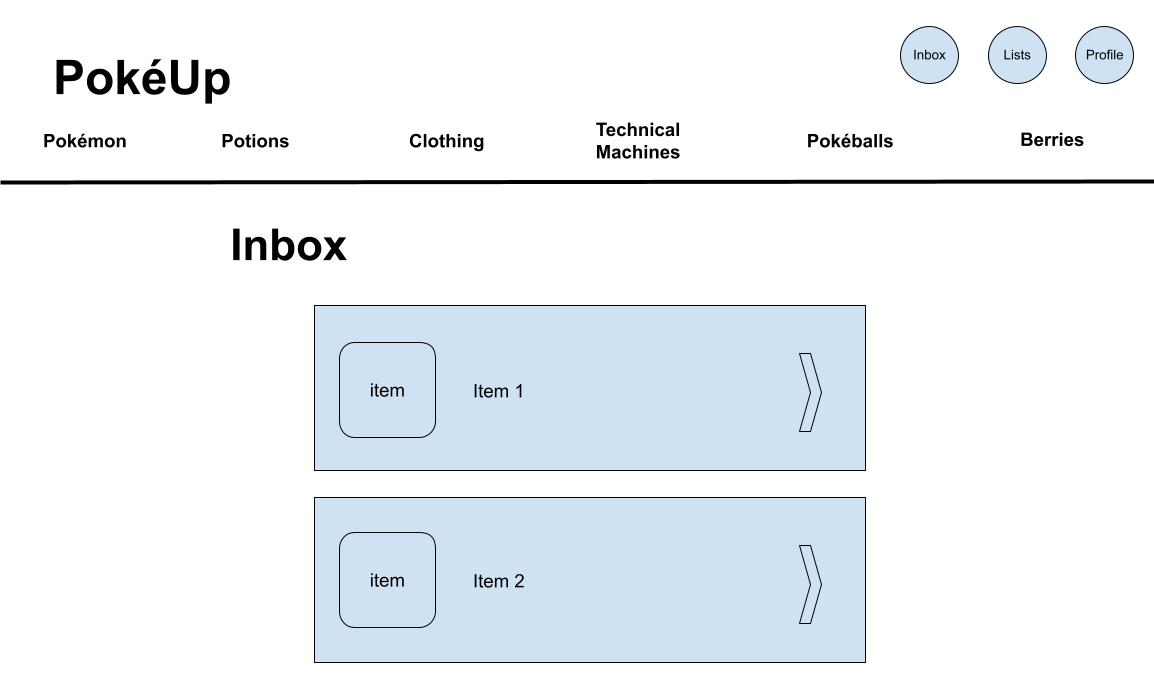 PokéUp
Inbox
Lists
Profile
Pokémon
Potions
Clothing
Technical
Machines
Pokéballs
Berries
Inbox
item
Item 1
item
Item 2